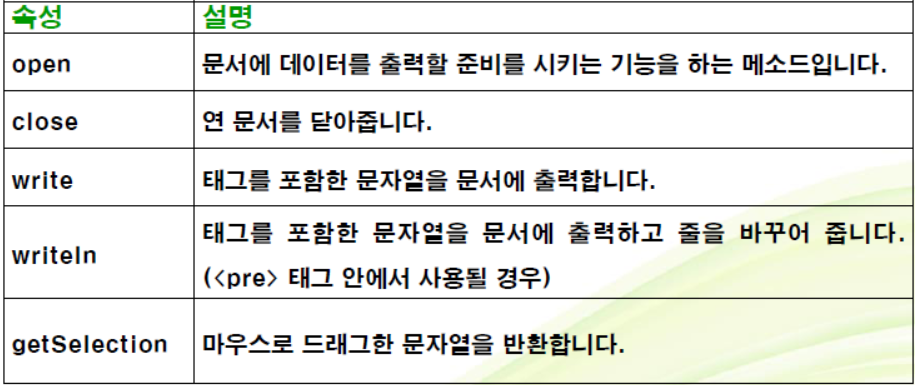 속성 설명
open 문서에 데이터를 출력할 준비를 시키는 기능을 하는 메소드입니다.
close 연 문서를 닫아줍니다.
write 태그를 포함한 문자열을 문서에 출력합니다.
writeln 태그를 포함한 문자열을 문서에 출력하고 줄을 바꾸어 줍니다.
(<pre> 태그 안에서 사용될 경우)
getSelection 마우스로 드래그한 문자열을 반환합니다.